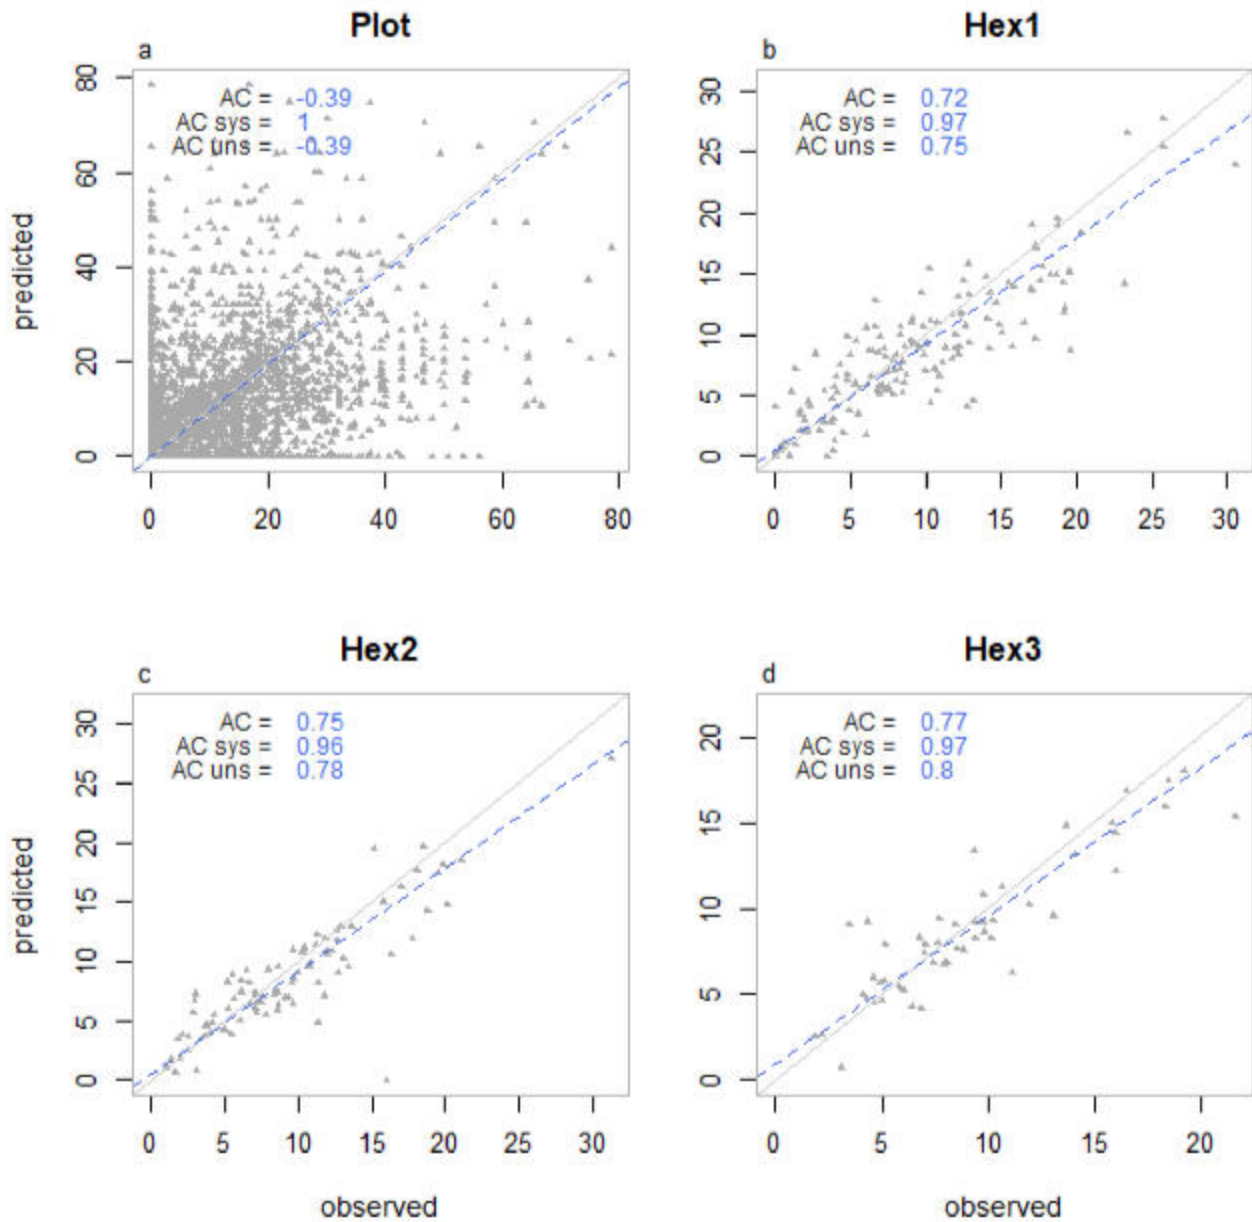 Plot
a
AC = -0.39
AC sys = 1
AC uns = -0.39
predicted
80
60
40
20
0
0 20 40 60 80
Hex1
b
AC = 0.72
AC sys = 0.97
AC uns = 0.75
30
25
20
15
10
5
0
0 5 10 15 20 25 30
Hex2
c
AC = 0.75
AC sys = 0.96
AC uns = 0.78
predicted
30
25
20
15
10
5
0
0 5 10 15 20 25 30
observed
Hex3
d
AC = 0.77
AC sys = 0.97
AC uns = 0.8
20
15
10
5
0
0 5 10 15 20
observed